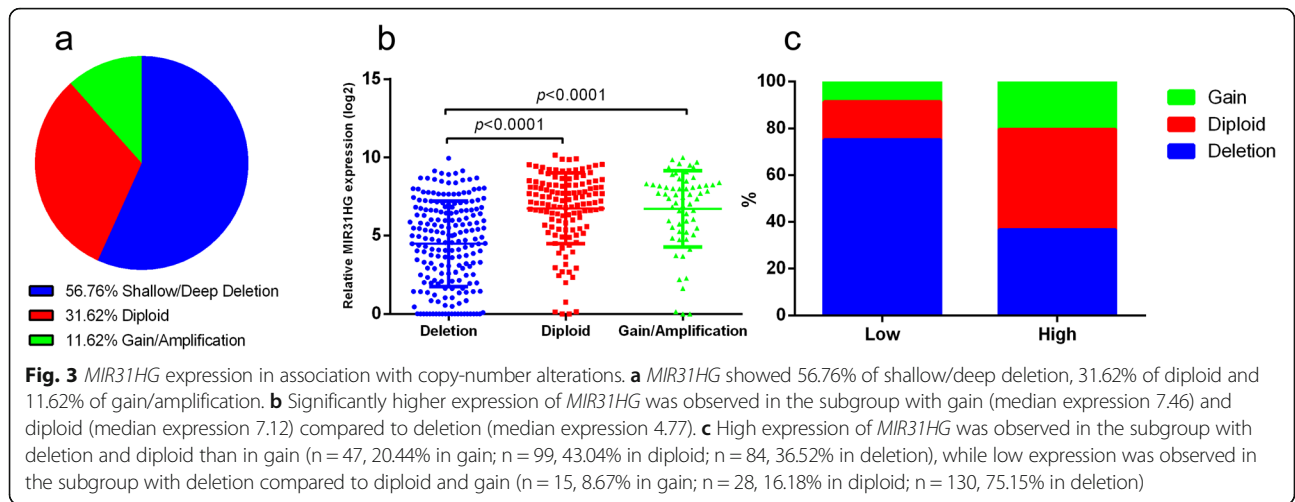 a
56.76% Shallow/Deep Deletion
31.62% Diploid
11.62% Gain/Amplification
b
Relative MIR31HG expression (log2)
15
10
5
0
p<0.0001
p<0.0001
Deletion
Diploid
Gain/Amplification
c
%
100
80
60
40
20
0
Low
High
Gain
Diploid
Deletion
Fig. 3 MIR31HG expression in association with copy-number alterations. a MIR31HG showed 56.76% of shallow/deep deletion, 31.62% of diploid and
11.62% of gain/amplification. b Significantly higher expression of MIR31HG was observed in the subgroup with gain (median expression 7.46) and
diploid (median expression 7.12) compared to deletion (median expression 4.77). c High expression of MIR31HG was observed in the subgroup with
deletion and diploid than in gain (n = 47, 20.44% in gain; n = 99, 43.04% in diploid; n = 84, 36.52% in deletion), while low expression was observed in
the subgroup with deletion compared to diploid and gain (n = 15, 8.67% in gain; n = 28, 16.18% in diploid; n = 130, 75.15% in deletion)